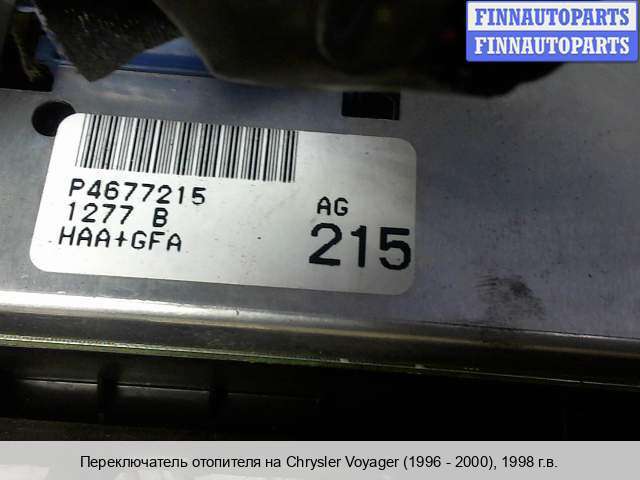 FINNAUTOPARTS
FINNAUTOPARTS
P4677215
1277 B
HAA+GFA
AG
215
Переключатель отопителя на Chrysler Voyager (1996 - 2000), 1998 г.в.